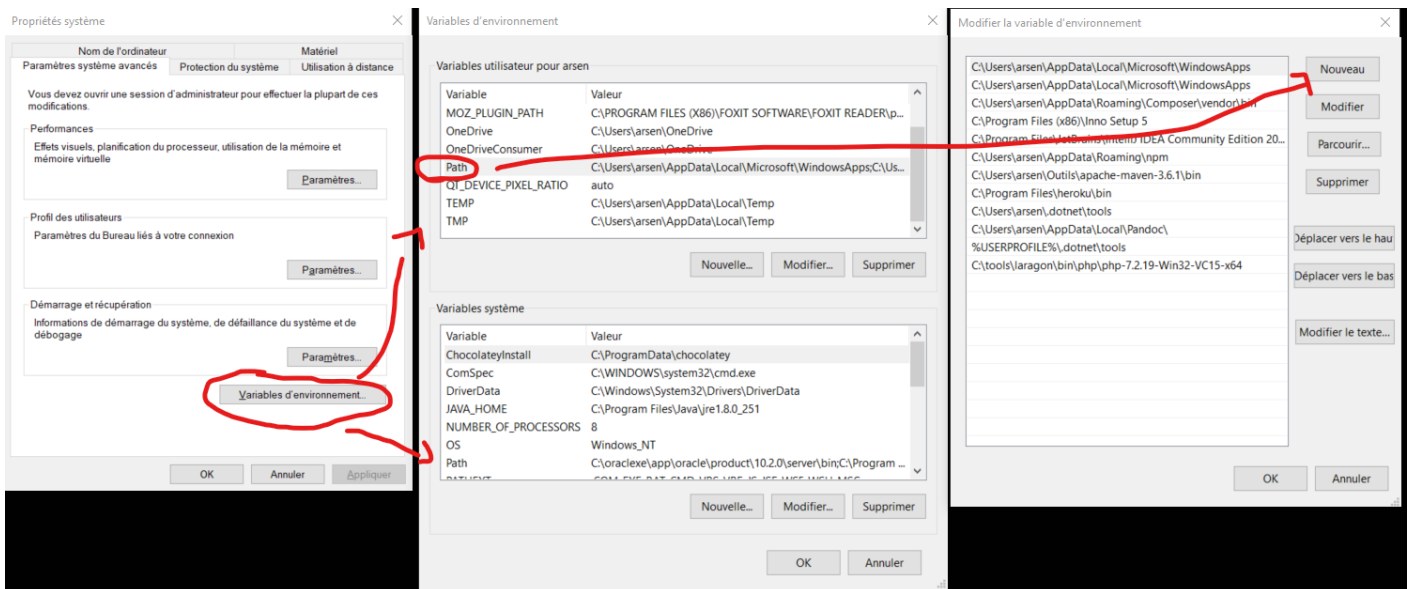 Propriétés système
Nom de l'ordinateur
Matériel
Paramètres système avancés
Protection du système
Utilisation à distance
Vous devez ouvrir une session d'administrateur pour effectuer la plupart de ces
modifications.
Performances
Effets visuels, planification du processeur, utilisation de la mémoire et
mémoire virtuelle
Paramètres...
Profil des utilisateurs
Paramètres du Bureau liés à votre connexion
Paramètres...
Démarrage et récupération
Informations de démarrage du système, de défaillance du système et de
débogage
Paramètres...
Variables d'environnement...
OK
Annuler
Appliquer
Variables d'environnement
Variables utilisateur pour arsen
Variable Valeur
MOZ_PLUGIN_PATH C:\PROGRAM FILES (X86)\FOXIT SOFTWARE\FOXIT READER\p...
OneDrive C:\Users\arsen\OneDrive
OneDriveConsumer C:\Users\arsen\OneDrive
Path C:\Users\arsen\AppData\Local\Microsoft\WindowsApps;C:\Us...
QT_DEVICE_PIXEL_RATIO auto
TEMP C:\Users\arsen\AppData\Local\Temp
TMP C:\Users\arsen\AppData\Local\Temp
Nouvelle...
Modifier...
Supprimer
Variables système
Variable Valeur
ChocolateyInstall C:\ProgramData\chocolatey
ComSpec C:\WINDOWS\system32\cmd.exe
DriverData C:\Windows\System32\Drivers\DriverData
JAVA_HOME C:\Program Files\Java\jre1.8.0_251
NUMBER_OF_PROCESSORS 8
OS Windows_NT
Path C:\oraclexe\app\oracle\product\10.2.0\server\bin;C:\Program ...
Nouvelle...
Modifier...
Supprimer
OK
Annuler
Modifier la variable d'environnement
C:\Users\arsen\AppData\Local\Microsoft\WindowsApps
C:\Users\arsen\AppData\Local\Microsoft\WindowsApps
C:\Users\arsen\AppData\Roaming\Composer\vendor\bin
C:\Program Files (x86)\Inno Setup 5
C:\Program Files\JetBrains\IntelliJ IDEA Community Edition 20...
C:\Users\arsen\AppData\Roaming\npm
C:\Users\arsen\Outils\apache-maven-3.6.1\bin
C:\Program Files\heroku\bin
C:\Users\arsen\.dotnet\tools
C:\Users\arsen\AppData\Local\Pandoc\
%USERPROFILE%\.dotnet\tools
C:\tools\laragon\bin\php\php-7.2.19-Win32-VC15-x64
Nouveau
Modifier
Parcourir...
Supprimer
Déplacer vers le hau
Déplacer vers le bas
Modifier le texte...
OK
Annuler